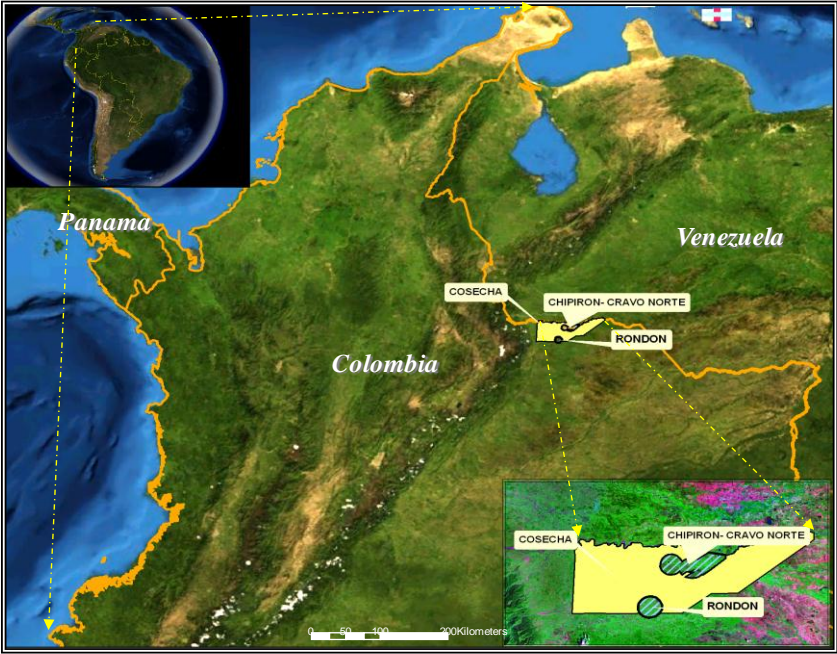 Panama
Venezuela
COSECHA
CHIPIRON- CRAVO NORTE
RONDON
Colombia
COSECHA
CHIPIRON- CRAVO NORTE
RONDON
0 50 100 200Kilometers